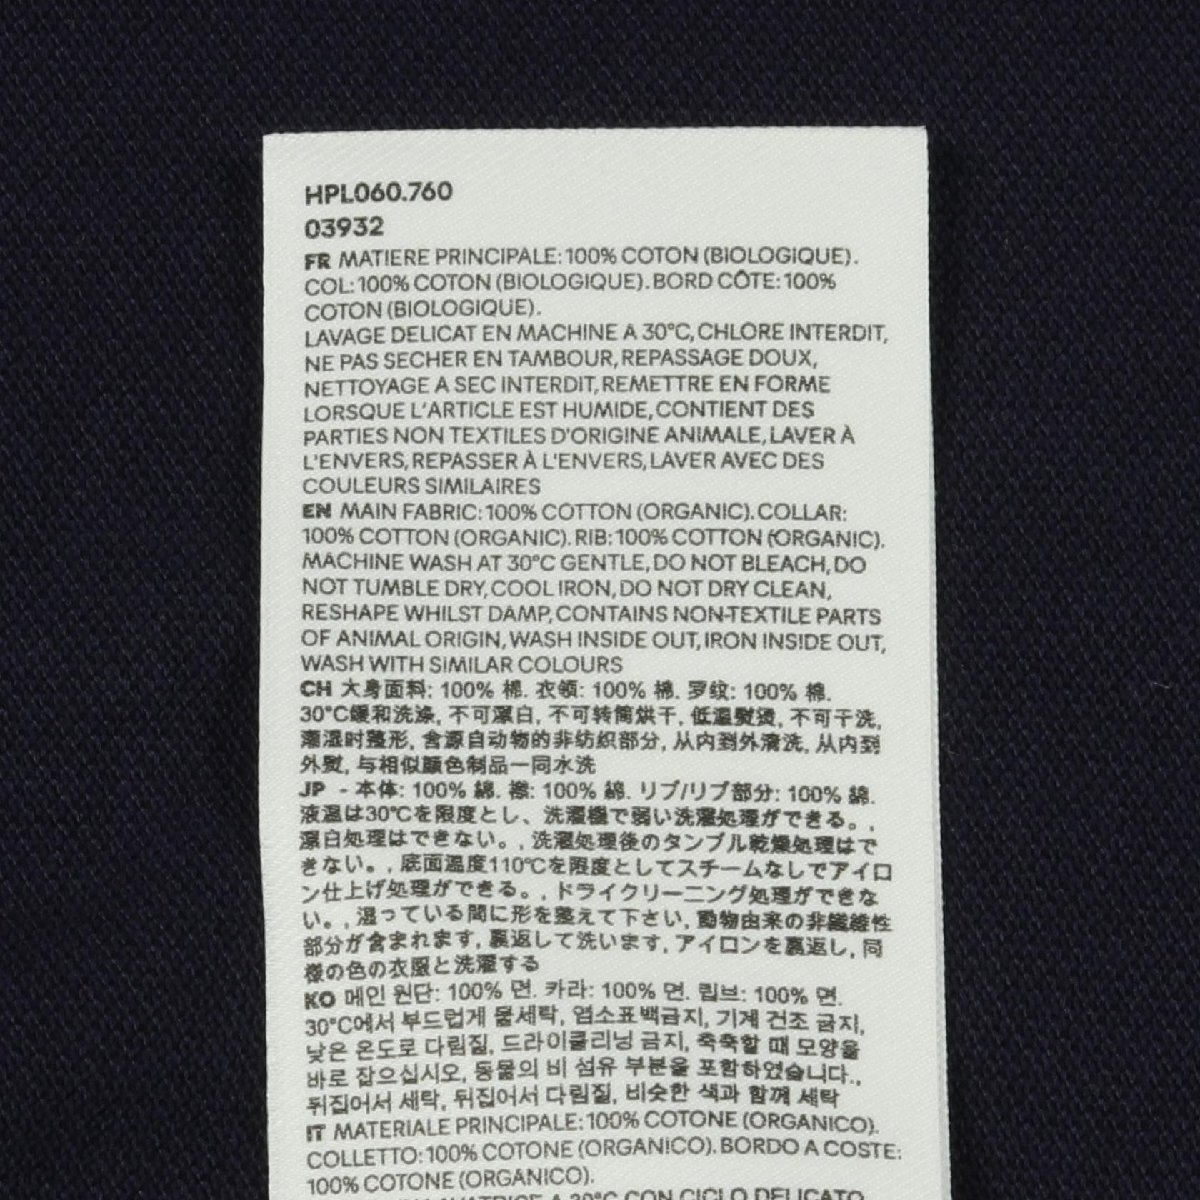 HPL060.760
03932
FR MATIERE PRINCIPALE: 100% COTON (BIOLOGIQUE).
COL: 100% COTON (BIOLOGIQUE). BORD CÔTE: 100%
COTON (BIOLOGIQUE).
LAVAGE DELICAT EN MACHINE A 30°C, CHLORE INTERDIT,
NE PAS SECHER EN TAMBOUR, REPASSAGE DOUX,
NETTOYAGE A SEC INTERDIT, REMETTRE EN FORME
LORSQUE L'ARTICLE EST HUMIDE, CONTIENT DES
PARTIES NON TEXTILES D'ORIGINE ANIMALE, LAVER À
L'ENVERS, REPASSER À L'ENVERS, LAVER AVEC DES
COULEURS SIMILAIRES
EN MAIN FABRIC: 100% COTTON (ORGANIC). COLLAR:
100% COTTON (ORGANIC). RIB: 100% COTTON (ORGANIC).
MACHINE WASH AT 30°C GENTLE, DO NOT BLEACH, DO
NOT TUMBLE DRY, COOL IRON, DO NOT DRY CLEAN,
RESHAPE WHILST DAMP, CONTAINS NON-TEXTILE PARTS
OF ANIMAL ORIGIN, WASH INSIDE OUT, IRON INSIDE OUT,
WASH WITH SIMILAR COLOURS
CH 大身面料: 100% 棉. 衣领: 100% 棉. 罗纹: 100% 棉.
30°C缓和洗涤, 不可漂白, 不可转筒烘干, 低温熨烫, 不可干洗,
潮湿时整形, 含源自动物的非纺织部分, 从内到外清洗, 从内到
外熨, 与相似颜色制品一同水洗
JP - 本体: 100% 綿. 襟: 100% 綿. リブ/リブ部分: 100% 綿.
液温は30℃を限度とし、洗濯機で弱い洗濯処理ができる。,
漂白処理はできない。, 洗濯処理後のタンブル乾燥処理はで
きない。, 底面温度110℃を限度としてスチームなしでアイロ
ン仕上げ処理ができる。, ドライクリーニング処理ができな
い。, 湿っている間に形を整えて下さい, 動物由来の非繊維性
部分が含まれます, 裏返して洗います, アイロンを裏返し, 同
様の色の衣服と洗濯する
KO 메인 원단: 100% 면. 카라: 100% 면. 립브: 100% 면.
30°C에서 부드럽게 물세탁, 염소표백금지, 기계 건조 금지,
낮은 온도로 다림질, 드라이클리닝 금지, 축축할 때 모양을
바로 잡으십시오, 동물의 비 섬유 부분을 포함하였습니다.,
뒤집어서 세탁, 뒤집어서 다림질, 비슷한 색과 함께 세탁
IT MATERIALE PRINCIPALE: 100% COTONE (ORGANICO).
COLLETTO: 100% COTONE (ORGANICO). BORDO A COSTE:
100% COTONE (ORGANICO).
A 30°C CON CICLO DELICATO